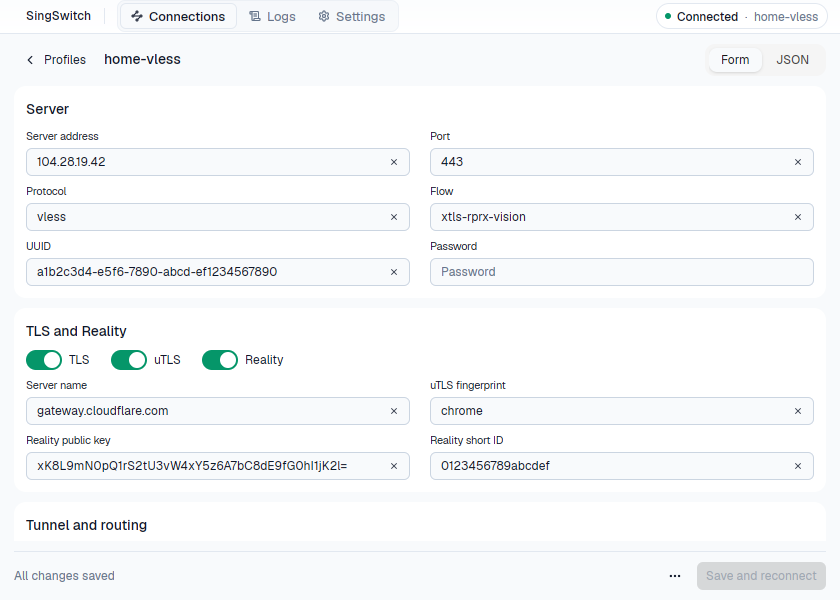 SingSwitch
Connections
Logs
Settings
Connected · home-vless
Profiles
home-vless
Form
JSON
Server
Server address
Port
104.28.19.42
443
Protocol
Flow
vless
xtls-rprx-vision
UUID
Password
a1b2c3d4-e5f6-7890-abcd-ef1234567890
Password
TLS and Reality
TLS
uTLS
Reality
Server name
uTLS fingerprint
gateway.cloudflare.com
chrome
Reality public key
Reality short ID
xK8L9mN0pQ1rS2tU3vW4xY5z6A7bC8dE9fG0hI1jK2l=
0123456789abcdef
Tunnel and routing
All changes saved
Save and reconnect